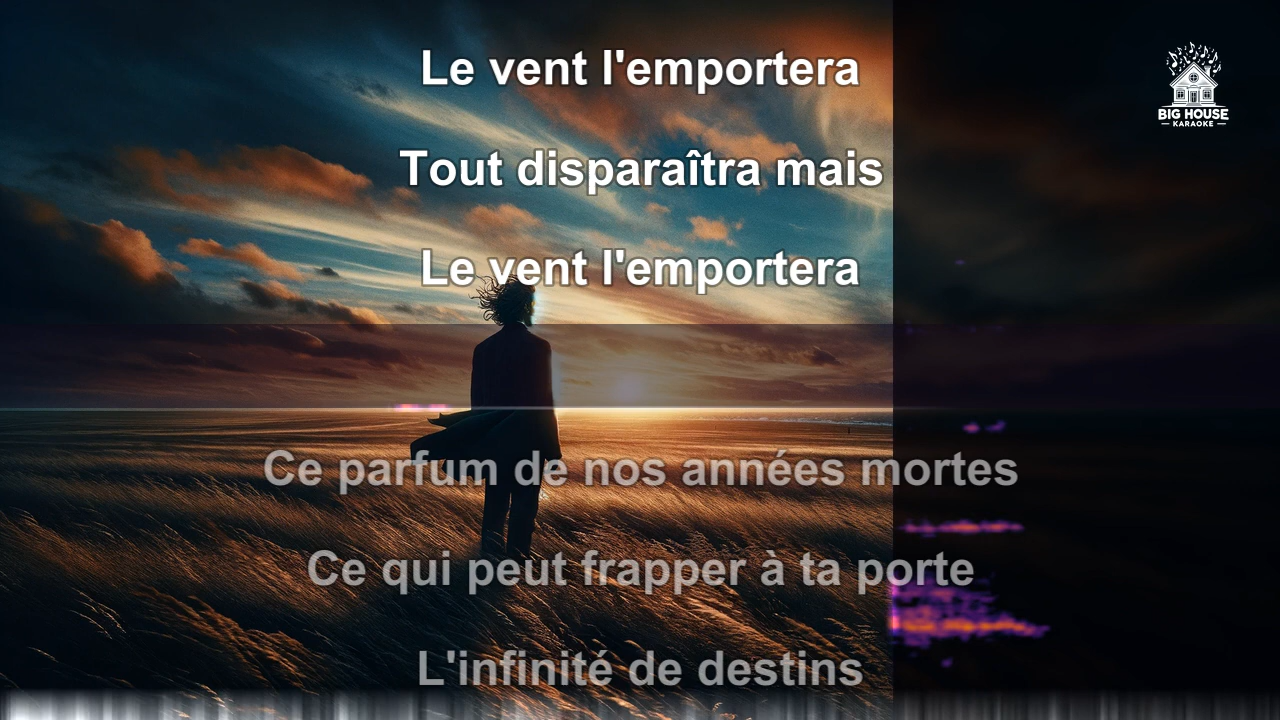 Le vent l'emportera
Tout disparaîtra mais
Le vent l'emportera
Ce parfum de nos années mortes
Ce qui peut frapper à ta porte
L'infinité de destins
BIG HOUSE
KARAOKE